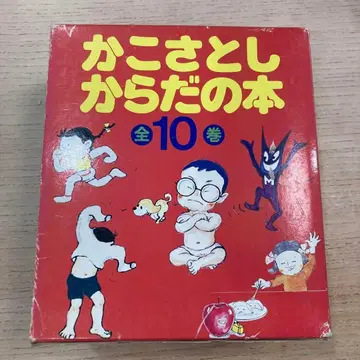 かこさとし
からだの本
全10巻